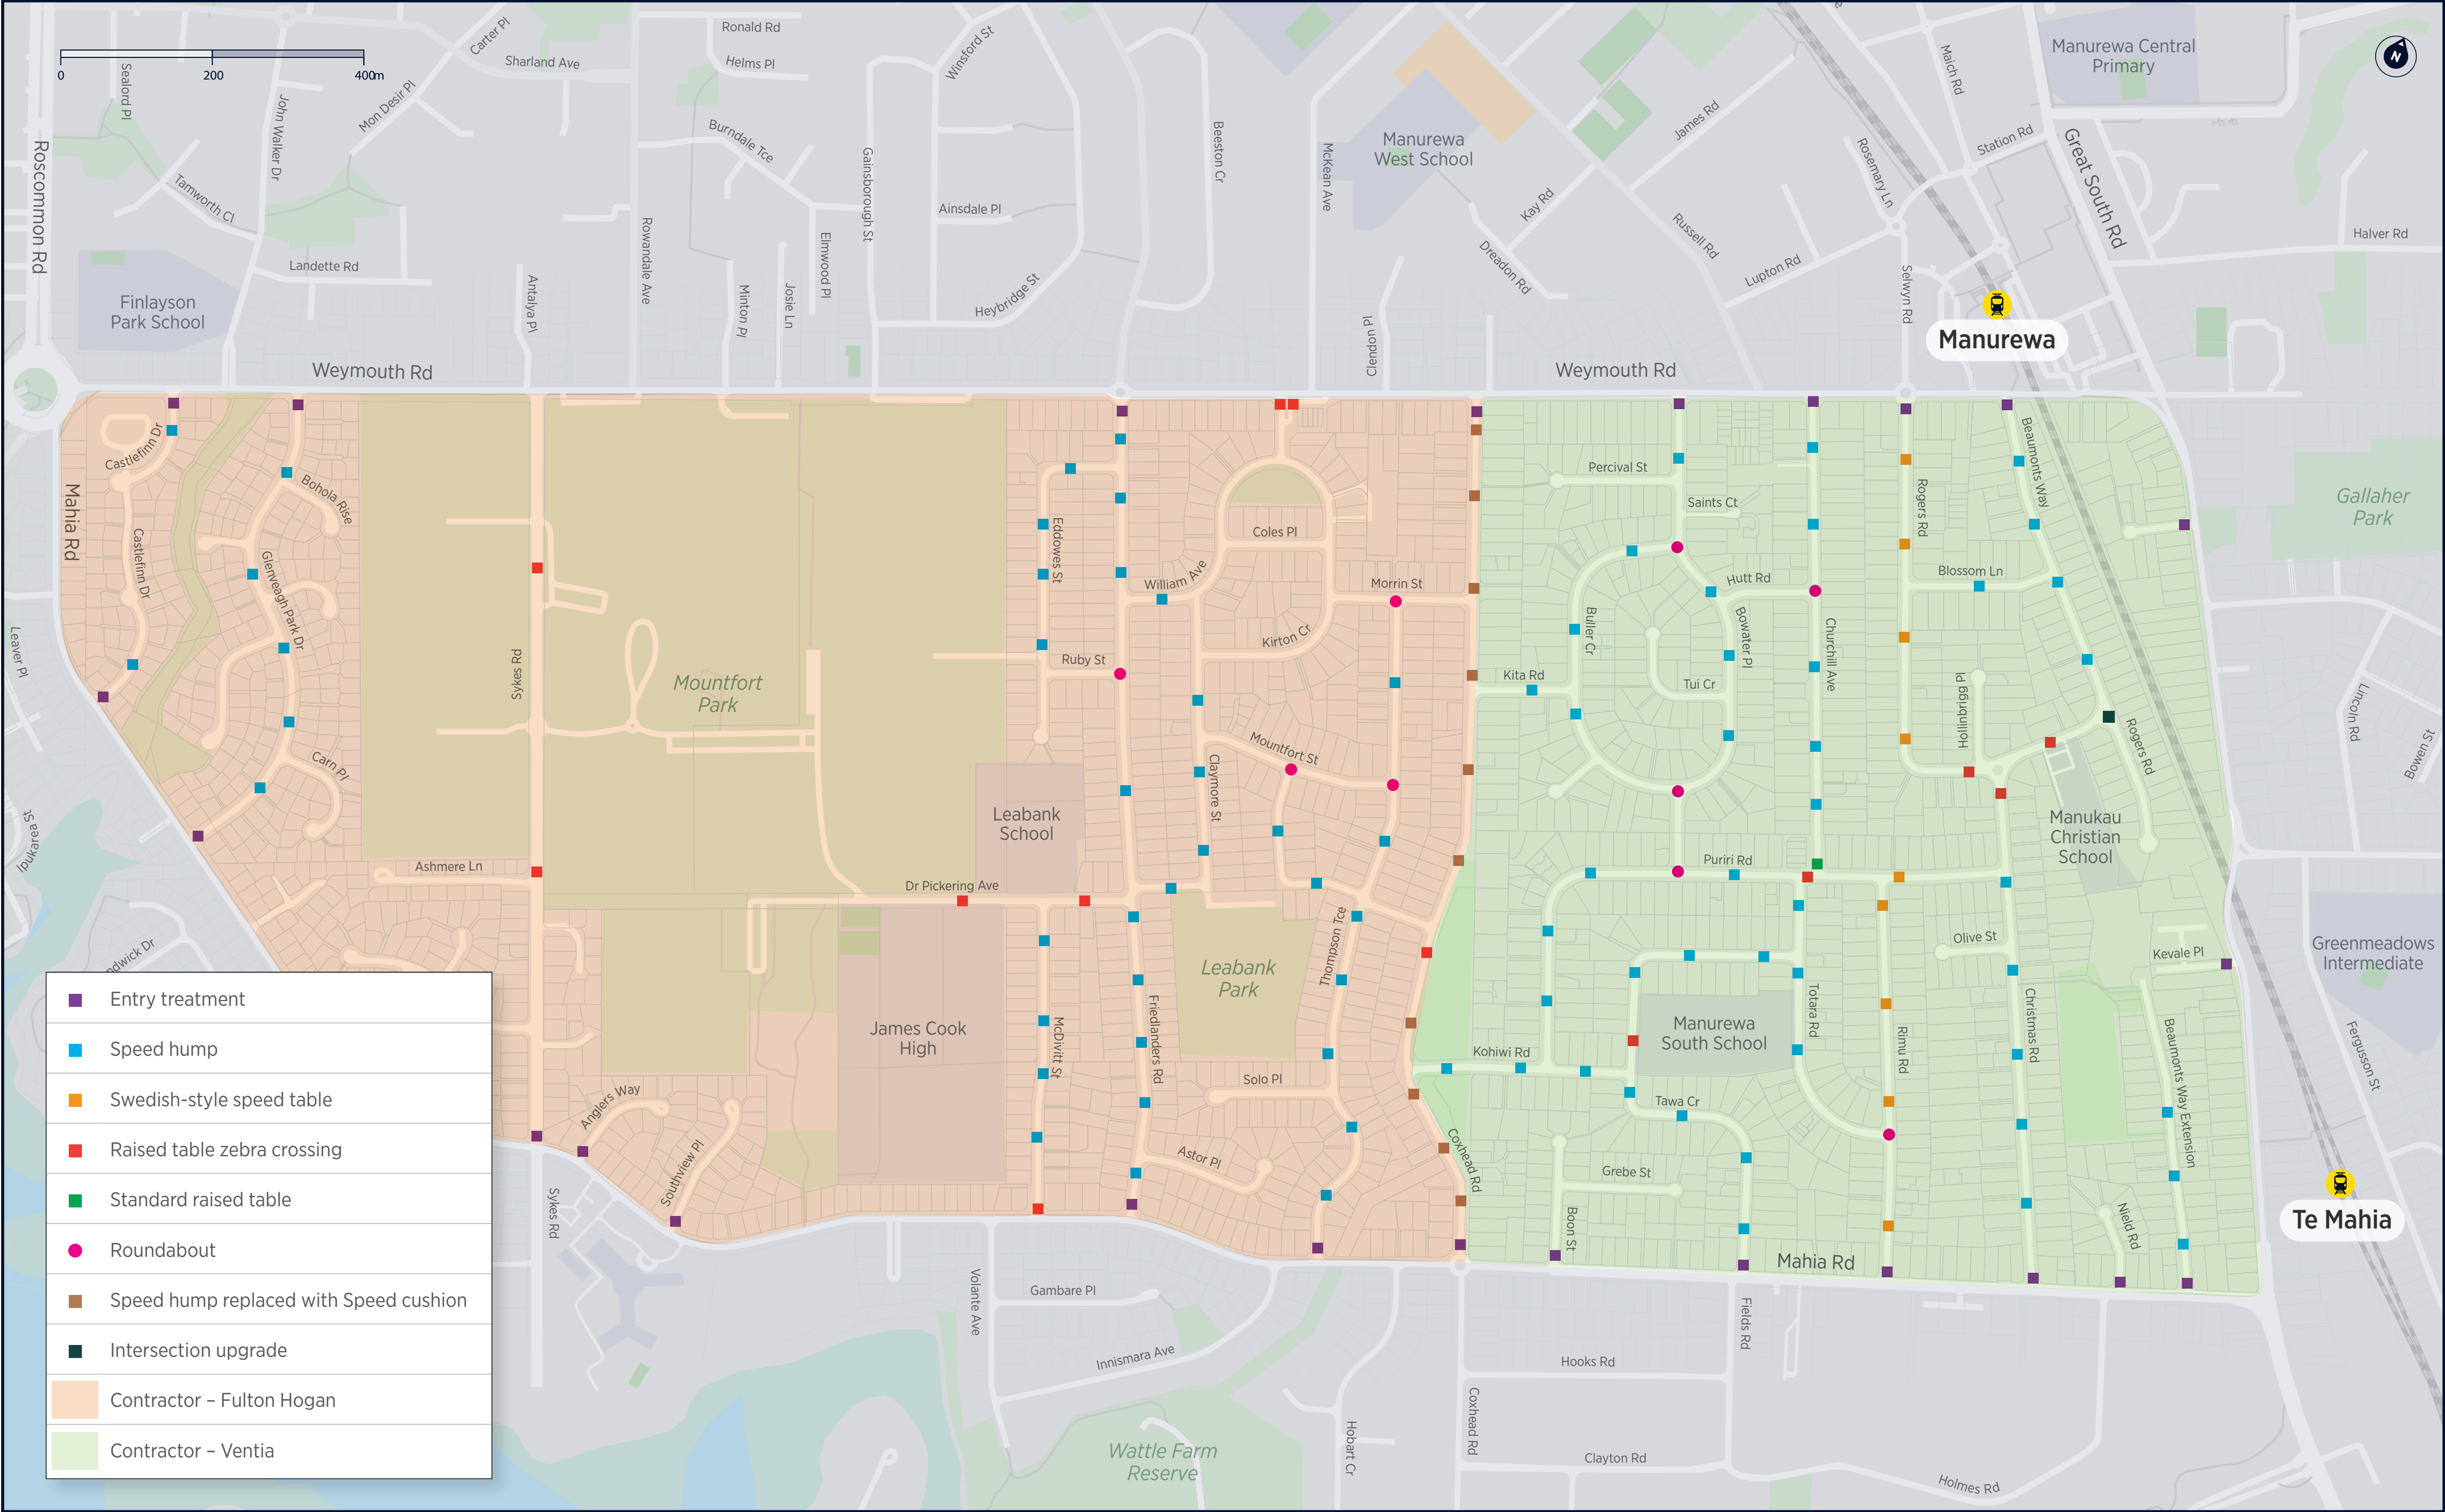 0
200
400m
Sealord Pl
Carter Pl
Sharland Ave
Ronald Rd
Helms Pl
Winsford St
Mon Desir Pl
John Walker Dr
Burndale Tce
Tamworth Cl
Roscommon Rd
Landette Rd
Finlayson
Park School
Antalya Pl
Rowandale Ave
Minton Pl
Josie Ln
Elmwood Pl
Gainsborough St
Ainsdale Pl
Heybridge St
Beeston Cr
McKean Ave
Clendon Pl
Manurewa
West School
Kay Rd
James Rd
Dreadon Rd
Russell Rd
Lupton Rd
Rosemary Ln
Maich Rd
Station Rd
Selwyn Rd
Great South Rd
Manurewa Central
Primary
N
Halver Rd
Manurewa
Weymouth Rd
Weymouth Rd
Mahia Rd
Castlefinn Dr
Castlefinn Dr
Bohola Rise
Glenveagh Park Dr
Carn Pl
Ashmere Ln
Sykes Rd
Mountfort
Park
Leabank
School
Dr Pickering Ave
James Cook
High
Eddowes St
Ruby St
William Ave
Coles Pl
Kirton Cr
Morrin St
Mountfort St
Claymore St
Leabank
Park
Thompson Tce
McDivitt St
Friedlanders Rd
Solo Pl
Astor Pl
Coxhead Rd
Anglers Way
Southview Pl
Percival St
Saints Ct
Hutt Rd
Buller Cr
Bowater Pl
Tui Cr
Kita Rd
Churchill Ave
Rogers Rd
Beaumonts Way
Blossom Ln
Hollinbrigg Pl
Rogers Rd
Manukau
Christian
School
Puriri Rd
Olive St
Kevale Pl
Manurewa
South School
Totara Rd
Rimu Rd
Christmas Rd
Beaumonts Way Extension
Kohiwi Rd
Tawa Cr
Grebe St
Boon St
Nield Rd
Mahia Rd
Gallaher
Park
Lincoln Rd
Bowen St
Greenmeadows
Intermediate
Fergusson St
Te Mahia
Leaver Pl
Ipukarea St
ndwick Dr
Sykes Rd
Volante Ave
Gambare Pl
Innismara Ave
Wattle Farm
Reserve
Hobart Cr
Coxhead Rd
Hooks Rd
Fields Rd
Clayton Rd
Holmes Rd
Entry treatment
Speed hump
Swedish-style speed table
Raised table zebra crossing
Standard raised table
Roundabout
Speed hump replaced with Speed cushion
Intersection upgrade
Contractor – Fulton Hogan
Contractor – Ventia